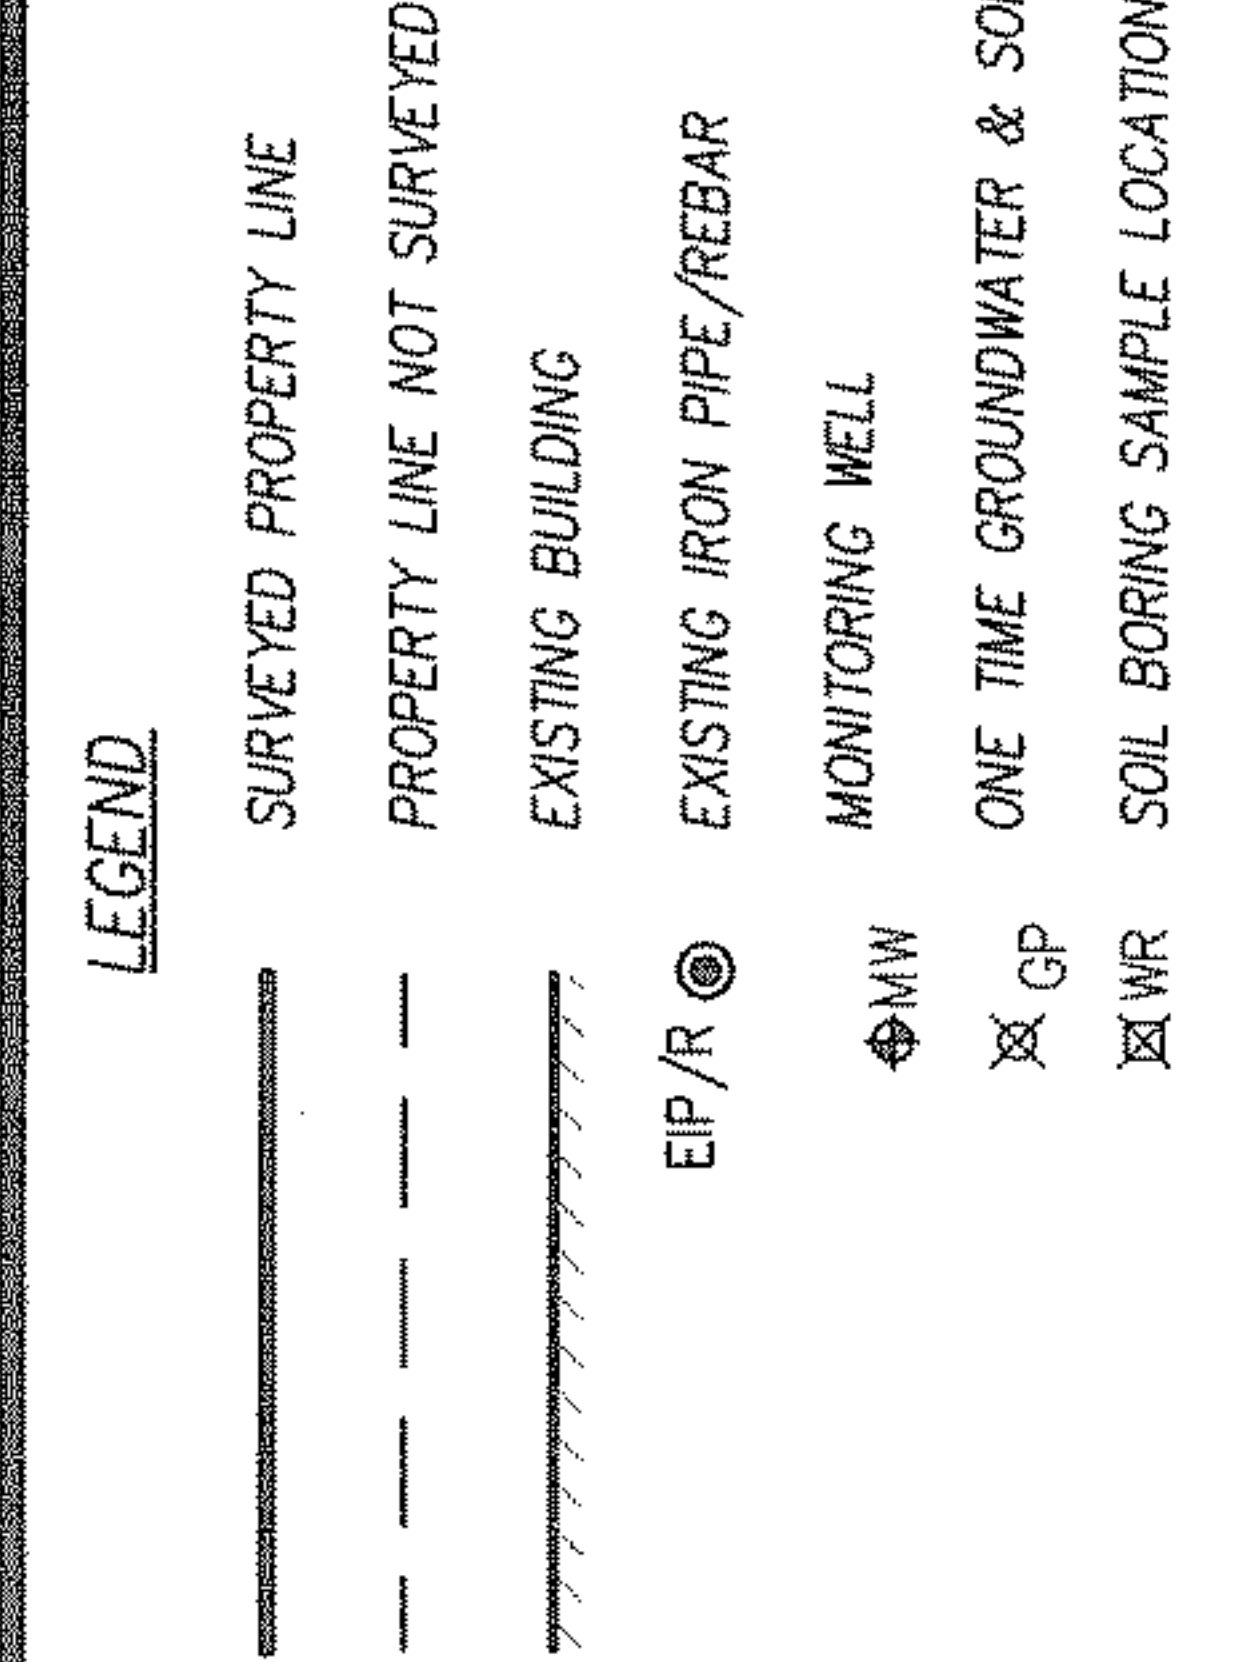 LEGEND
SURVEYED PROPERTY LINE
PROPERTY LINE NOT SURVEYED
EXISTING BUILDING
EIP/R EXISTING IRON PIPE/REBAR
MW MONITORING WELL
GP ONE TIME GROUNDWATER &
WR SOIL BORING SAMPLE LOCATION